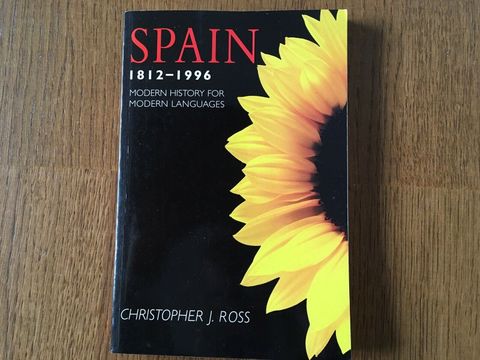 SPAIN
1812–1996
MODERN HISTORY FOR
MODERN LANGUAGES
CHRISTOPHER J. ROSS